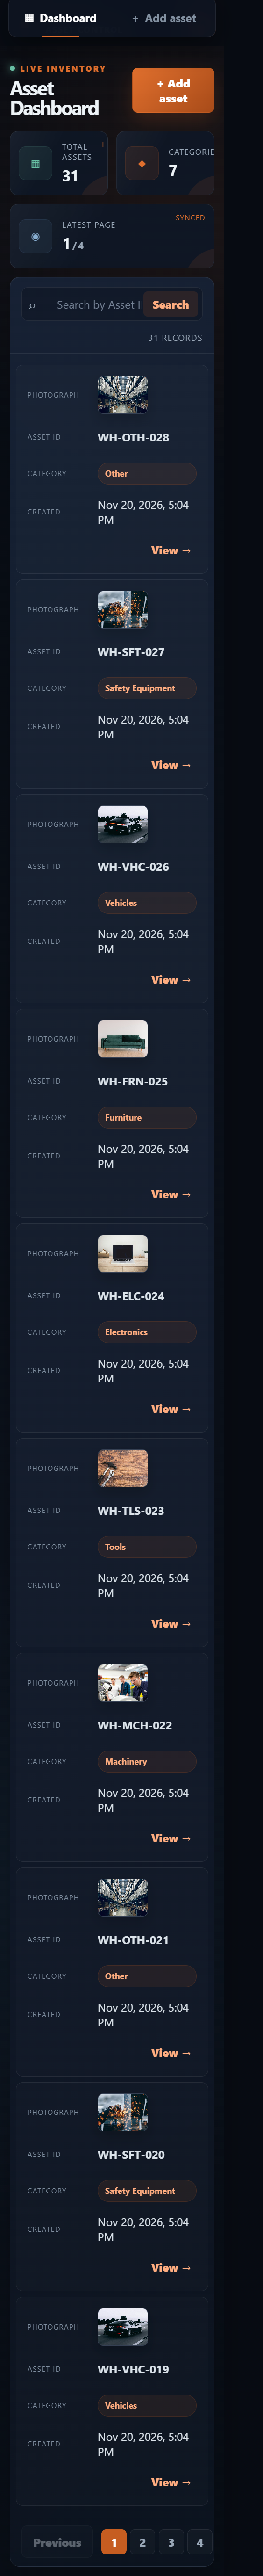 Dashboard
+ Add asset
LIVE INVENTORY
Asset
Dashboard
+ Add
asset
TOTAL
ASSETS
31
CATEGORIE
7
LATEST PAGE
1/4
SYNCED
Search by Asset I
Search
31 RECORDS
PHOTOGRAPH
ASSET ID WH-OTH-028
CATEGORY Other
CREATED Nov 20, 2026, 5:04
PM
View →
PHOTOGRAPH
ASSET ID WH-SFT-027
CATEGORY Safety Equipment
CREATED Nov 20, 2026, 5:04
PM
View →
PHOTOGRAPH
ASSET ID WH-VHC-026
CATEGORY Vehicles
CREATED Nov 20, 2026, 5:04
PM
View →
PHOTOGRAPH
ASSET ID WH-FRN-025
CATEGORY Furniture
CREATED Nov 20, 2026, 5:04
PM
View →
PHOTOGRAPH
ASSET ID WH-ELC-024
CATEGORY Electronics
CREATED Nov 20, 2026, 5:04
PM
View →
PHOTOGRAPH
ASSET ID WH-TLS-023
CATEGORY Tools
CREATED Nov 20, 2026, 5:04
PM
View →
PHOTOGRAPH
ASSET ID WH-MCH-022
CATEGORY Machinery
CREATED Nov 20, 2026, 5:04
PM
View →
PHOTOGRAPH
ASSET ID WH-OTH-021
CATEGORY Other
CREATED Nov 20, 2026, 5:04
PM
View →
PHOTOGRAPH
ASSET ID WH-SFT-020
CATEGORY Safety Equipment
CREATED Nov 20, 2026, 5:04
PM
View →
PHOTOGRAPH
ASSET ID WH-VHC-019
CATEGORY Vehicles
CREATED Nov 20, 2026, 5:04
PM
View →
Previous 1 2 3 4